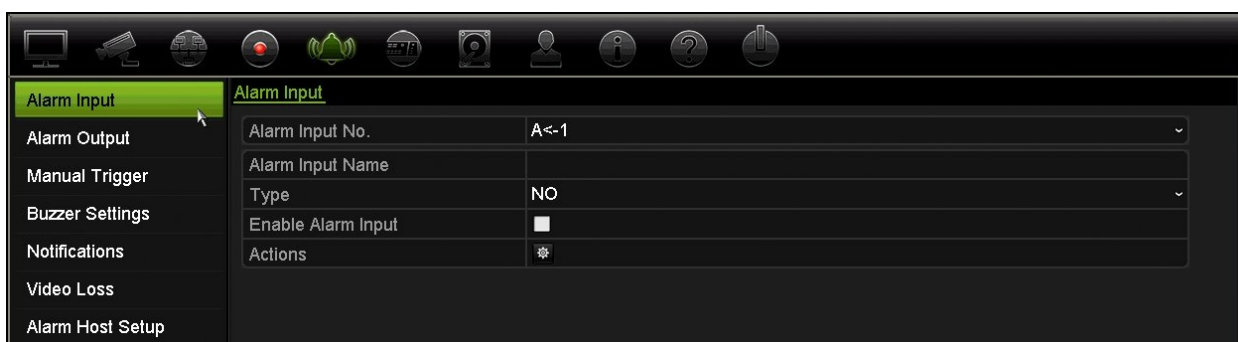 Alarm Input
Alarm Output
Manual Trigger
Buzzer Settings
Notifications
Video Loss
Alarm Host Setup
Alarm Input
Alarm Input No. A<-1
Alarm Input Name
Type NO
Enable Alarm Input
Actions